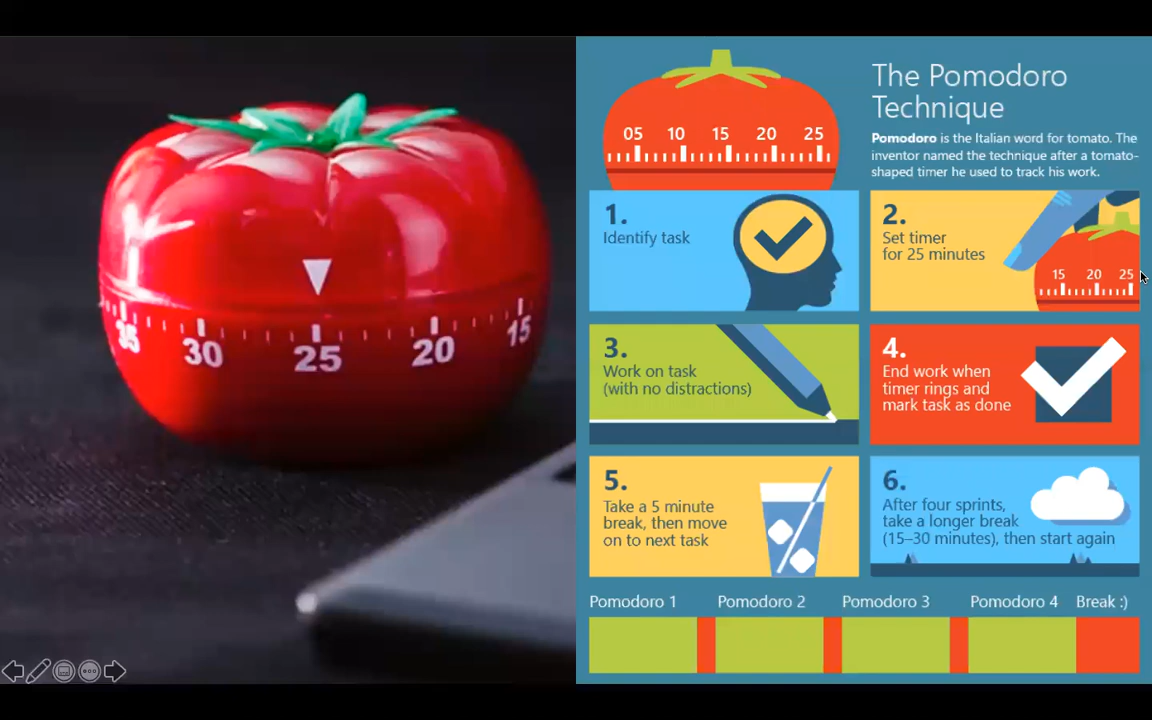 35
30
25
20
15
05 10 15 20 25
The Pomodoro
Technique
Pomodoro is the Italian word for tomato. The
inventor named the technique after a tomato-
shaped timer he used to track his work.
1.
Identify task
2.
Set timer
for 25 minutes
15 20 25
3.
Work on task
(with no distractions)
4.
End work when
timer rings and
mark task as done
5.
Take a 5 minute
break, then move
on to next task
6.
After four sprints,
take a longer break
(15–30 minutes), then start again
Pomodoro 1 Pomodoro 2 Pomodoro 3 Pomodoro 4 Break :)